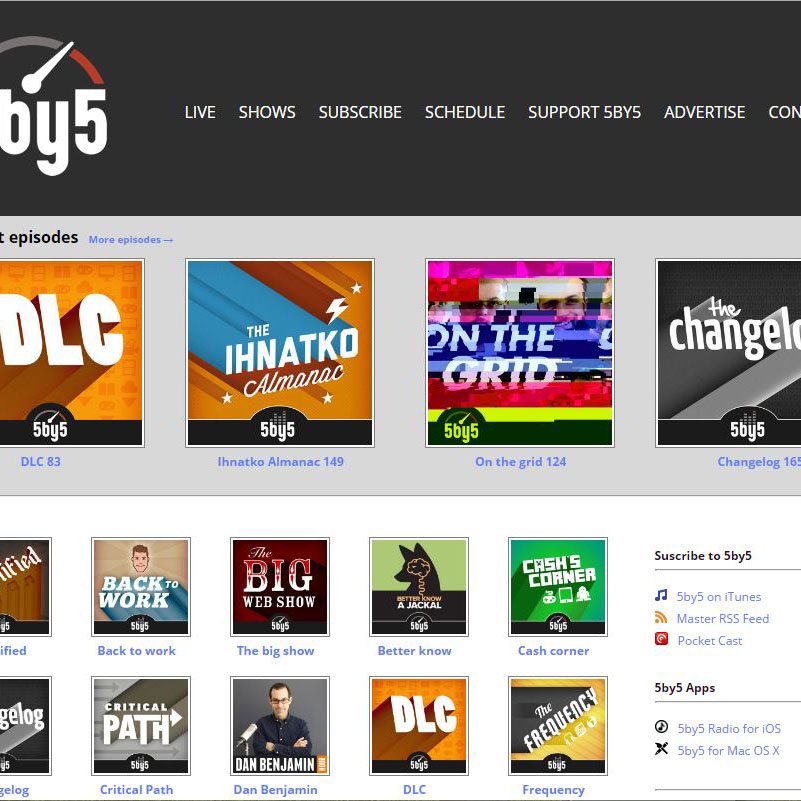 5by5
LIVE SHOWS SUBSCRIBE SCHEDULE SUPPORT 5BY5 ADVERTISE CON
t episodes More episodes →
DLC
5by5
THE
IHNATKO
Almanac
5by5
ON THE
GRID
5by5
the
changelo
5by5
DLC 83
Ihnatko Almanac 149
On the grid 124
Changelog 165
ified
BACK TO
WORK
5by5
The
BIG
WEB SHOW
5by5
BETTER KNOW
A JACKAL
5by5
CASH'S
CORNER
5by5
ified
Back to work
The big show
Better know
Cash corner
gelog
CRITICAL
PATH
5by5
DAN BENJAMIN
DLC
5by5
The
FREQUENCY
5by5
gelog
Critical Path
Dan Benjamin
DLC
Frequency
Suscribe to 5by5
5by5 on iTunes
Master RSS Feed
Pocket Cast
5by5 Apps
5by5 Radio for iOS
5by5 for Mac OS X